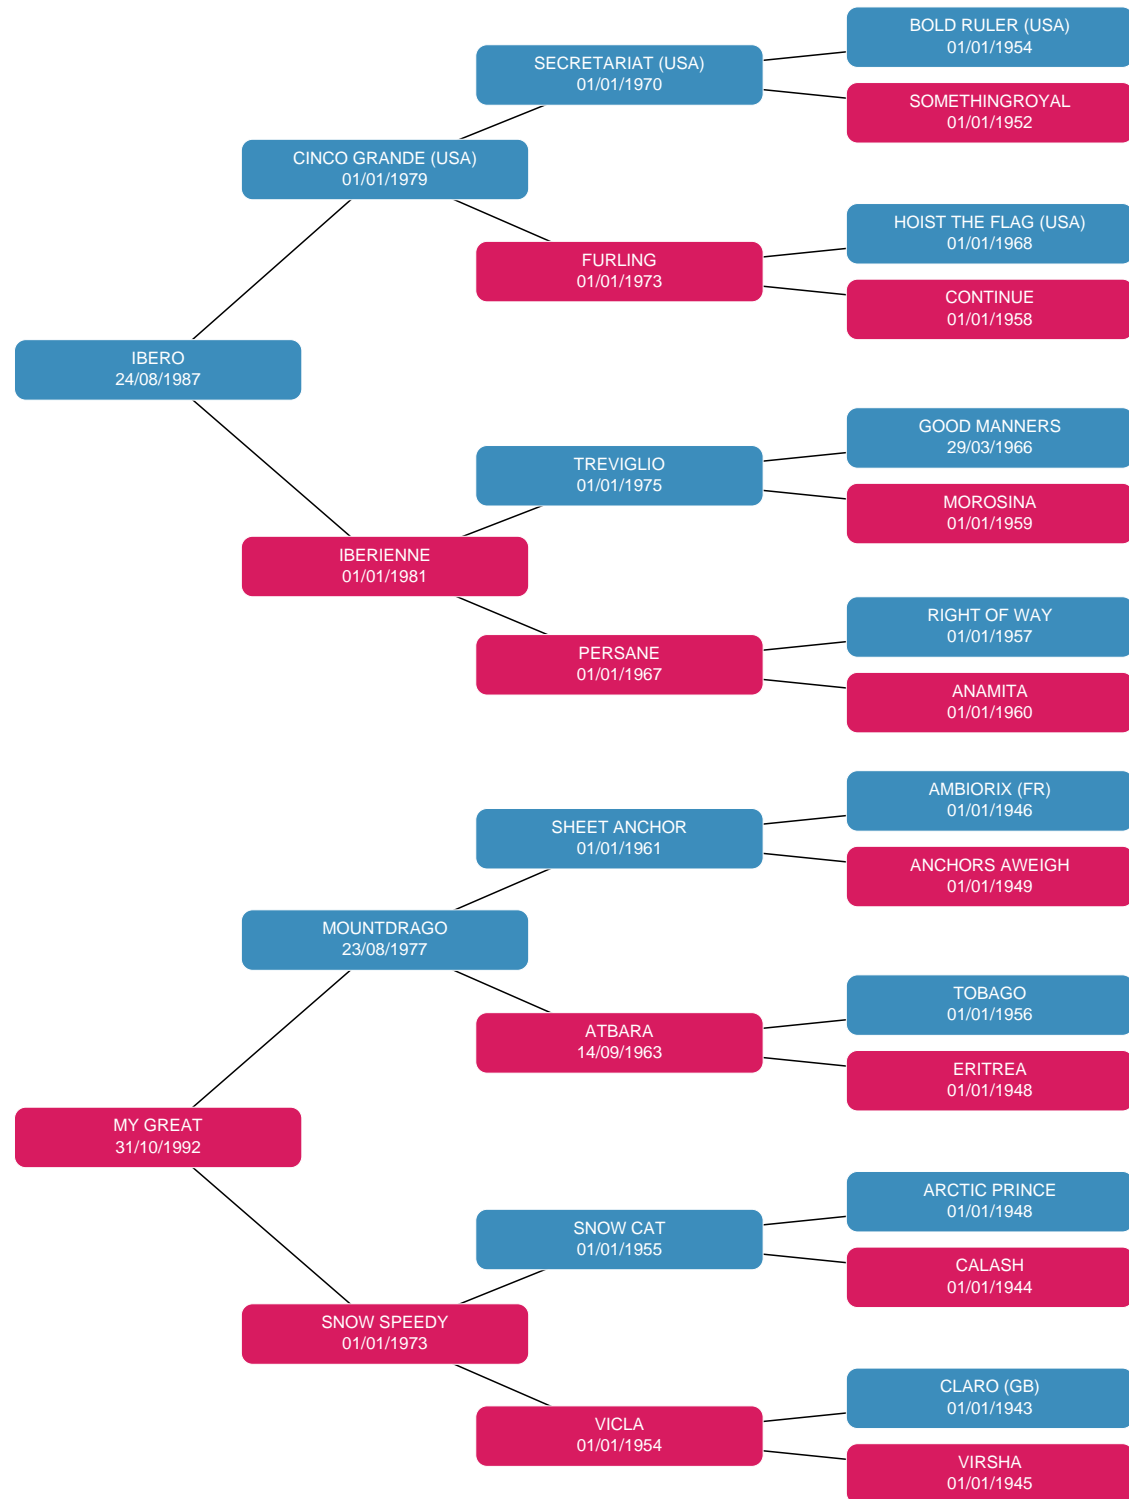 BOLD RULER (USA)
01/01/1954
SECRETARIAT (USA)
01/01/1970
SOMETHINGROYAL
01/01/1952
CINCO GRANDE (USA)
01/01/1979
HOIST THE FLAG (USA)
01/01/1968
FURLING
01/01/1973
CONTINUE
01/01/1958
IBERO
24/08/1987
GOOD MANNERS
29/03/1966
TREVIGLIO
01/01/1975
MOROSINA
01/01/1959
IBERIENNE
01/01/1981
RIGHT OF WAY
01/01/1957
PERSANE
01/01/1967
ANAMITA
01/01/1960
AMBIORIX (FR)
01/01/1946
SHEET ANCHOR
01/01/1961
ANCHORS AWEIGH
01/01/1949
MOUNTDRAGO
23/08/1977
TOBAGO
01/01/1956
ATBARA
14/09/1963
ERITREA
01/01/1948
MY GREAT
31/10/1992
ARCTIC PRINCE
01/01/1948
SNOW CAT
01/01/1955
CALASH
01/01/1944
SNOW SPEEDY
01/01/1973
CLARO (GB)
01/01/1943
VICLA
01/01/1954
VIRSHA
01/01/1945